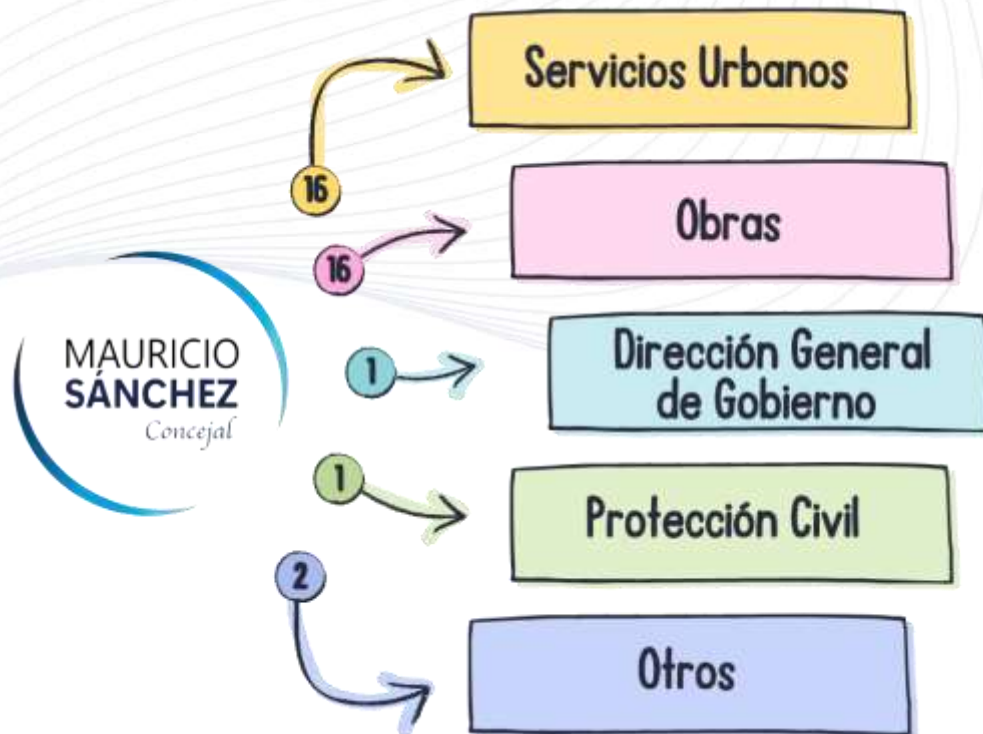 MAURICIO
SÁNCHEZ
Concejal
16
Servicios Urbanos
16
Obras
1
Dirección General
de Gobierno
1
Protección Civil
2
Otros